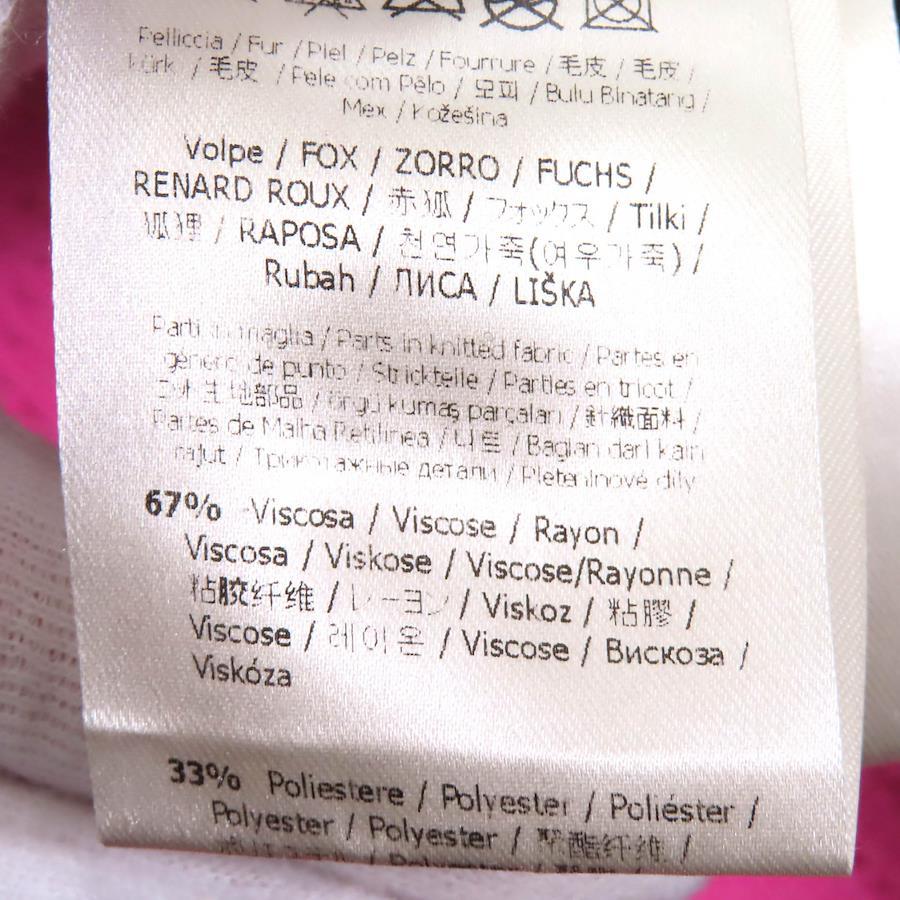 Pelliccia / Fur / Piel / Pelz / Fourrure / 毛皮 / 毛皮 /
Kürk / 毛皮 / Pele com Pêlo / 모피 / Bulu Binatang /
Мех / Kožešina
Volpe / FOX / ZORRO / FUCHS /
RENARD ROUX / 赤狐 / フォックス / Tilki /
狐狸 / RAPOSA / 천연가죽(여우가죽) /
Rubah / ЛИСА / LIŠKA
Parti in maglia / Parts in knitted fabric / Partes en
género de punto / Strickteile / Parties en tricot /
生地部品 / örgü kumaş parçaları / 針織面料 /
Partes de Malha Retilínea / 니트 / Bagian dari kain
rajut / Трикотажные детали / Pleteninové díly
67% Viscosa / Viscose / Rayon /
Viscosa / Viskose / Viscose/Rayonne /
粘胶纤维 / レーヨン / Viskoz / 粘膠 /
Viscose / 레이온 / Viscose / Вискоза /
Viskóza
33% Poliestere / Polyester / Poliéster /
Polyester / Polyester / 聚酯纤维 /